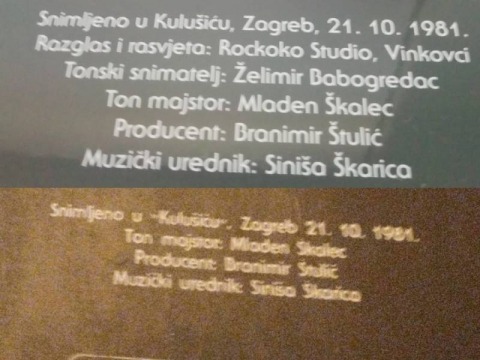 Snimljeno u Kulušiću, Zagreb, 21. 10. 1981.
Razglas i rasvjeta: Rockoko Studio, Vinkovci
Tonski snimatelj: Želimir Babogredac
Ton majstor: Mladen Škalec
Producent: Branimir Štulić
Muzički urednik: Siniša Škarica
Snimljeno u »Kulušiću«, Zagreb 21. 10. 1981.
Ton majstor: Mladen Skalec
Producent: Branimir Štulić
Muzički urednik: Siniša Škarica